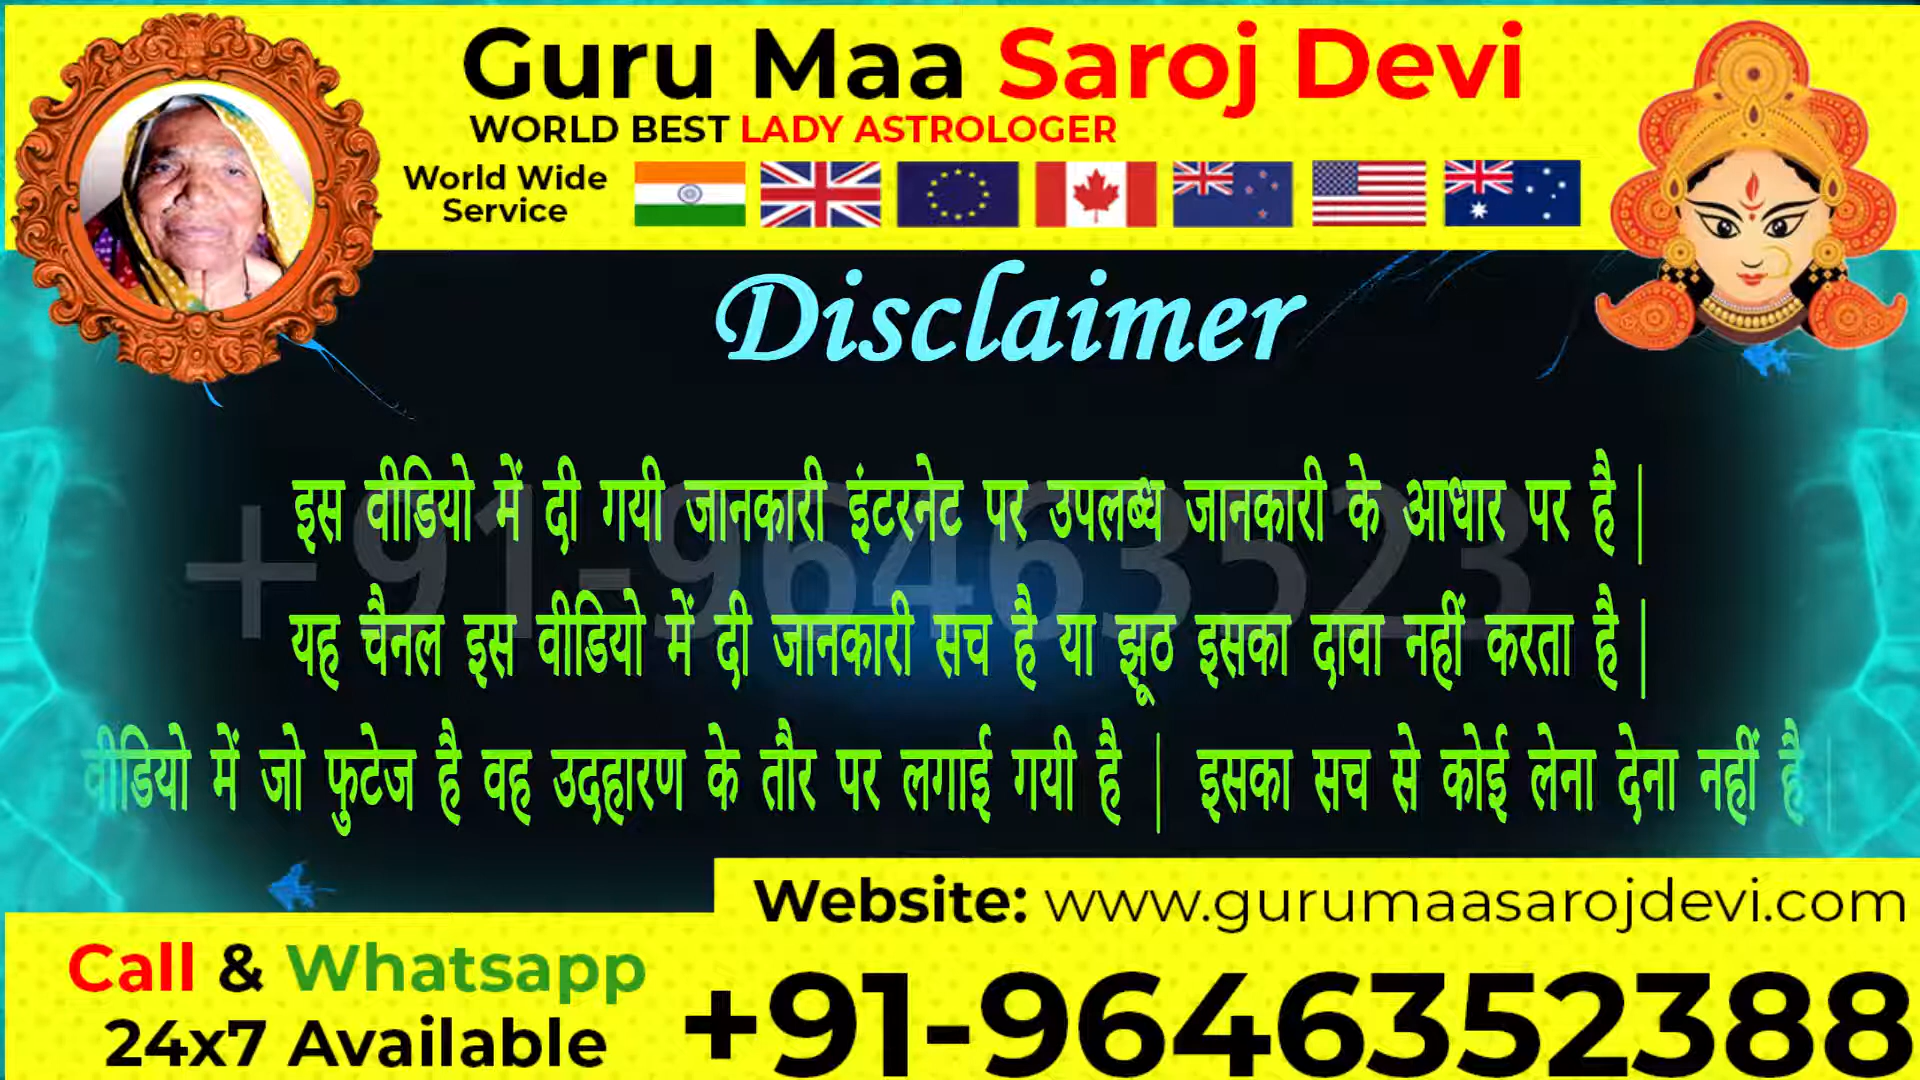 Guru Maa Saroj Devi
WORLD BEST LADY ASTROLOGER
World Wide
Service
Disclaimer
+91-96463523
इस वीडियो में दी गयी जानकारी इंटरनेट पर उपलब्ध जानकारी के आधार पर है |
यह चैनल इस वीडियो में दी जानकारी सच है या झूठ इसका दावा नहीं करता है |
वीडियो में जो फुटेज है वह उदहारण के तौर पर लगाई गयी है | इसका सच से कोई लेना देना नहीं है |
Website: www.gurumaasarojdevi.com
Call & Whatsapp
24x7 Available
+91-9646352388